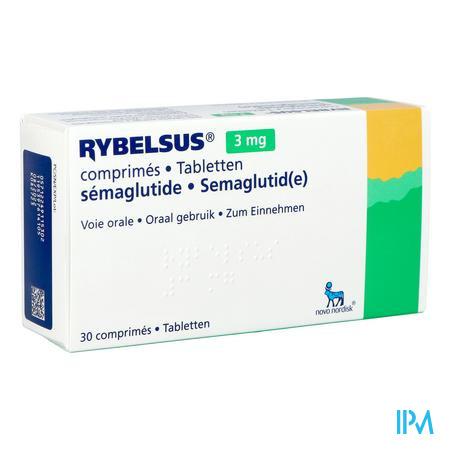 RYBELSUS® 3 mg
comprimés • Tabletten
sémaglutide • Semaglutid(e)
Voie orale • Oraal gebruik • Zum Einnehmen
novo nordisk®
30 comprimés • Tabletten
IPM